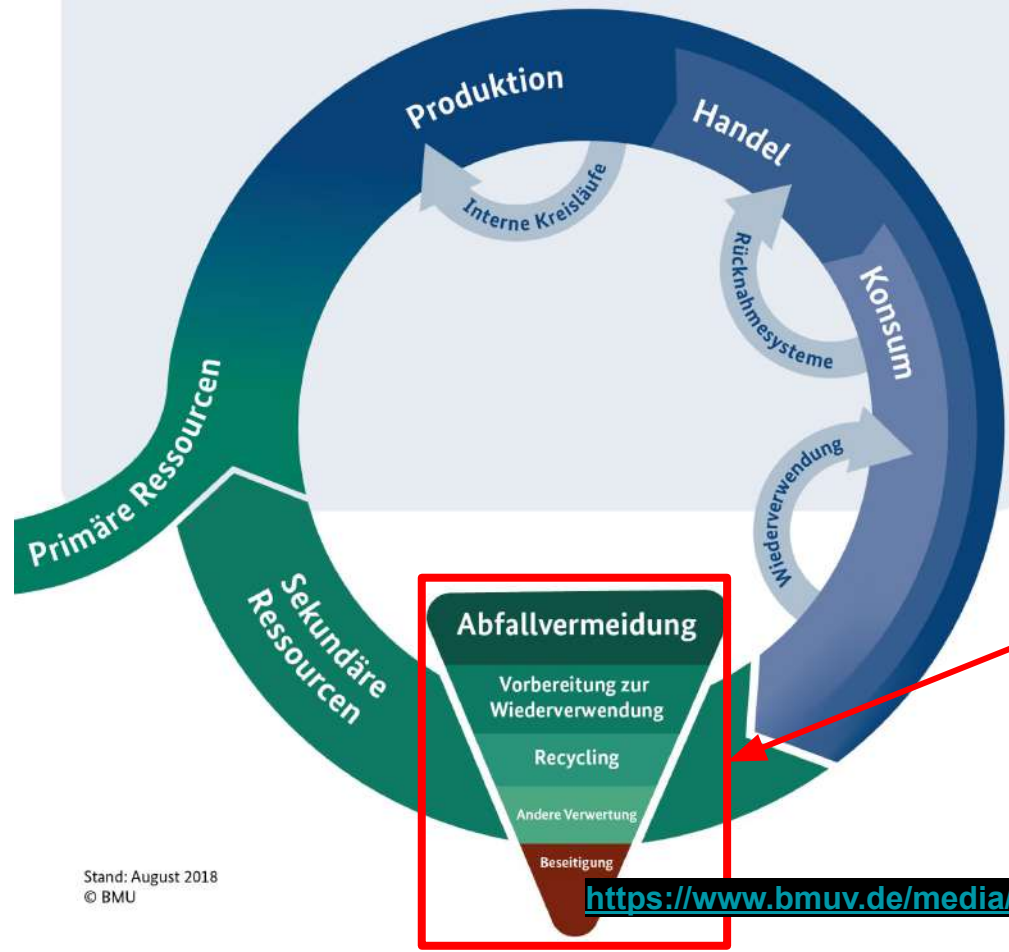 Produktion
Handel
Interne Kreisläufe
Rücknahmesysteme
Konsum
Wiederverwendung
Primäre Ressourcen
Sekundäre
Ressourcen
Abfallvermeidung
Vorbereitung zur
Wiederverwendung
Recycling
Andere Verwertung
Beseitigung
Stand: August 2018
© BMU
https://www.bmuv.de/media/